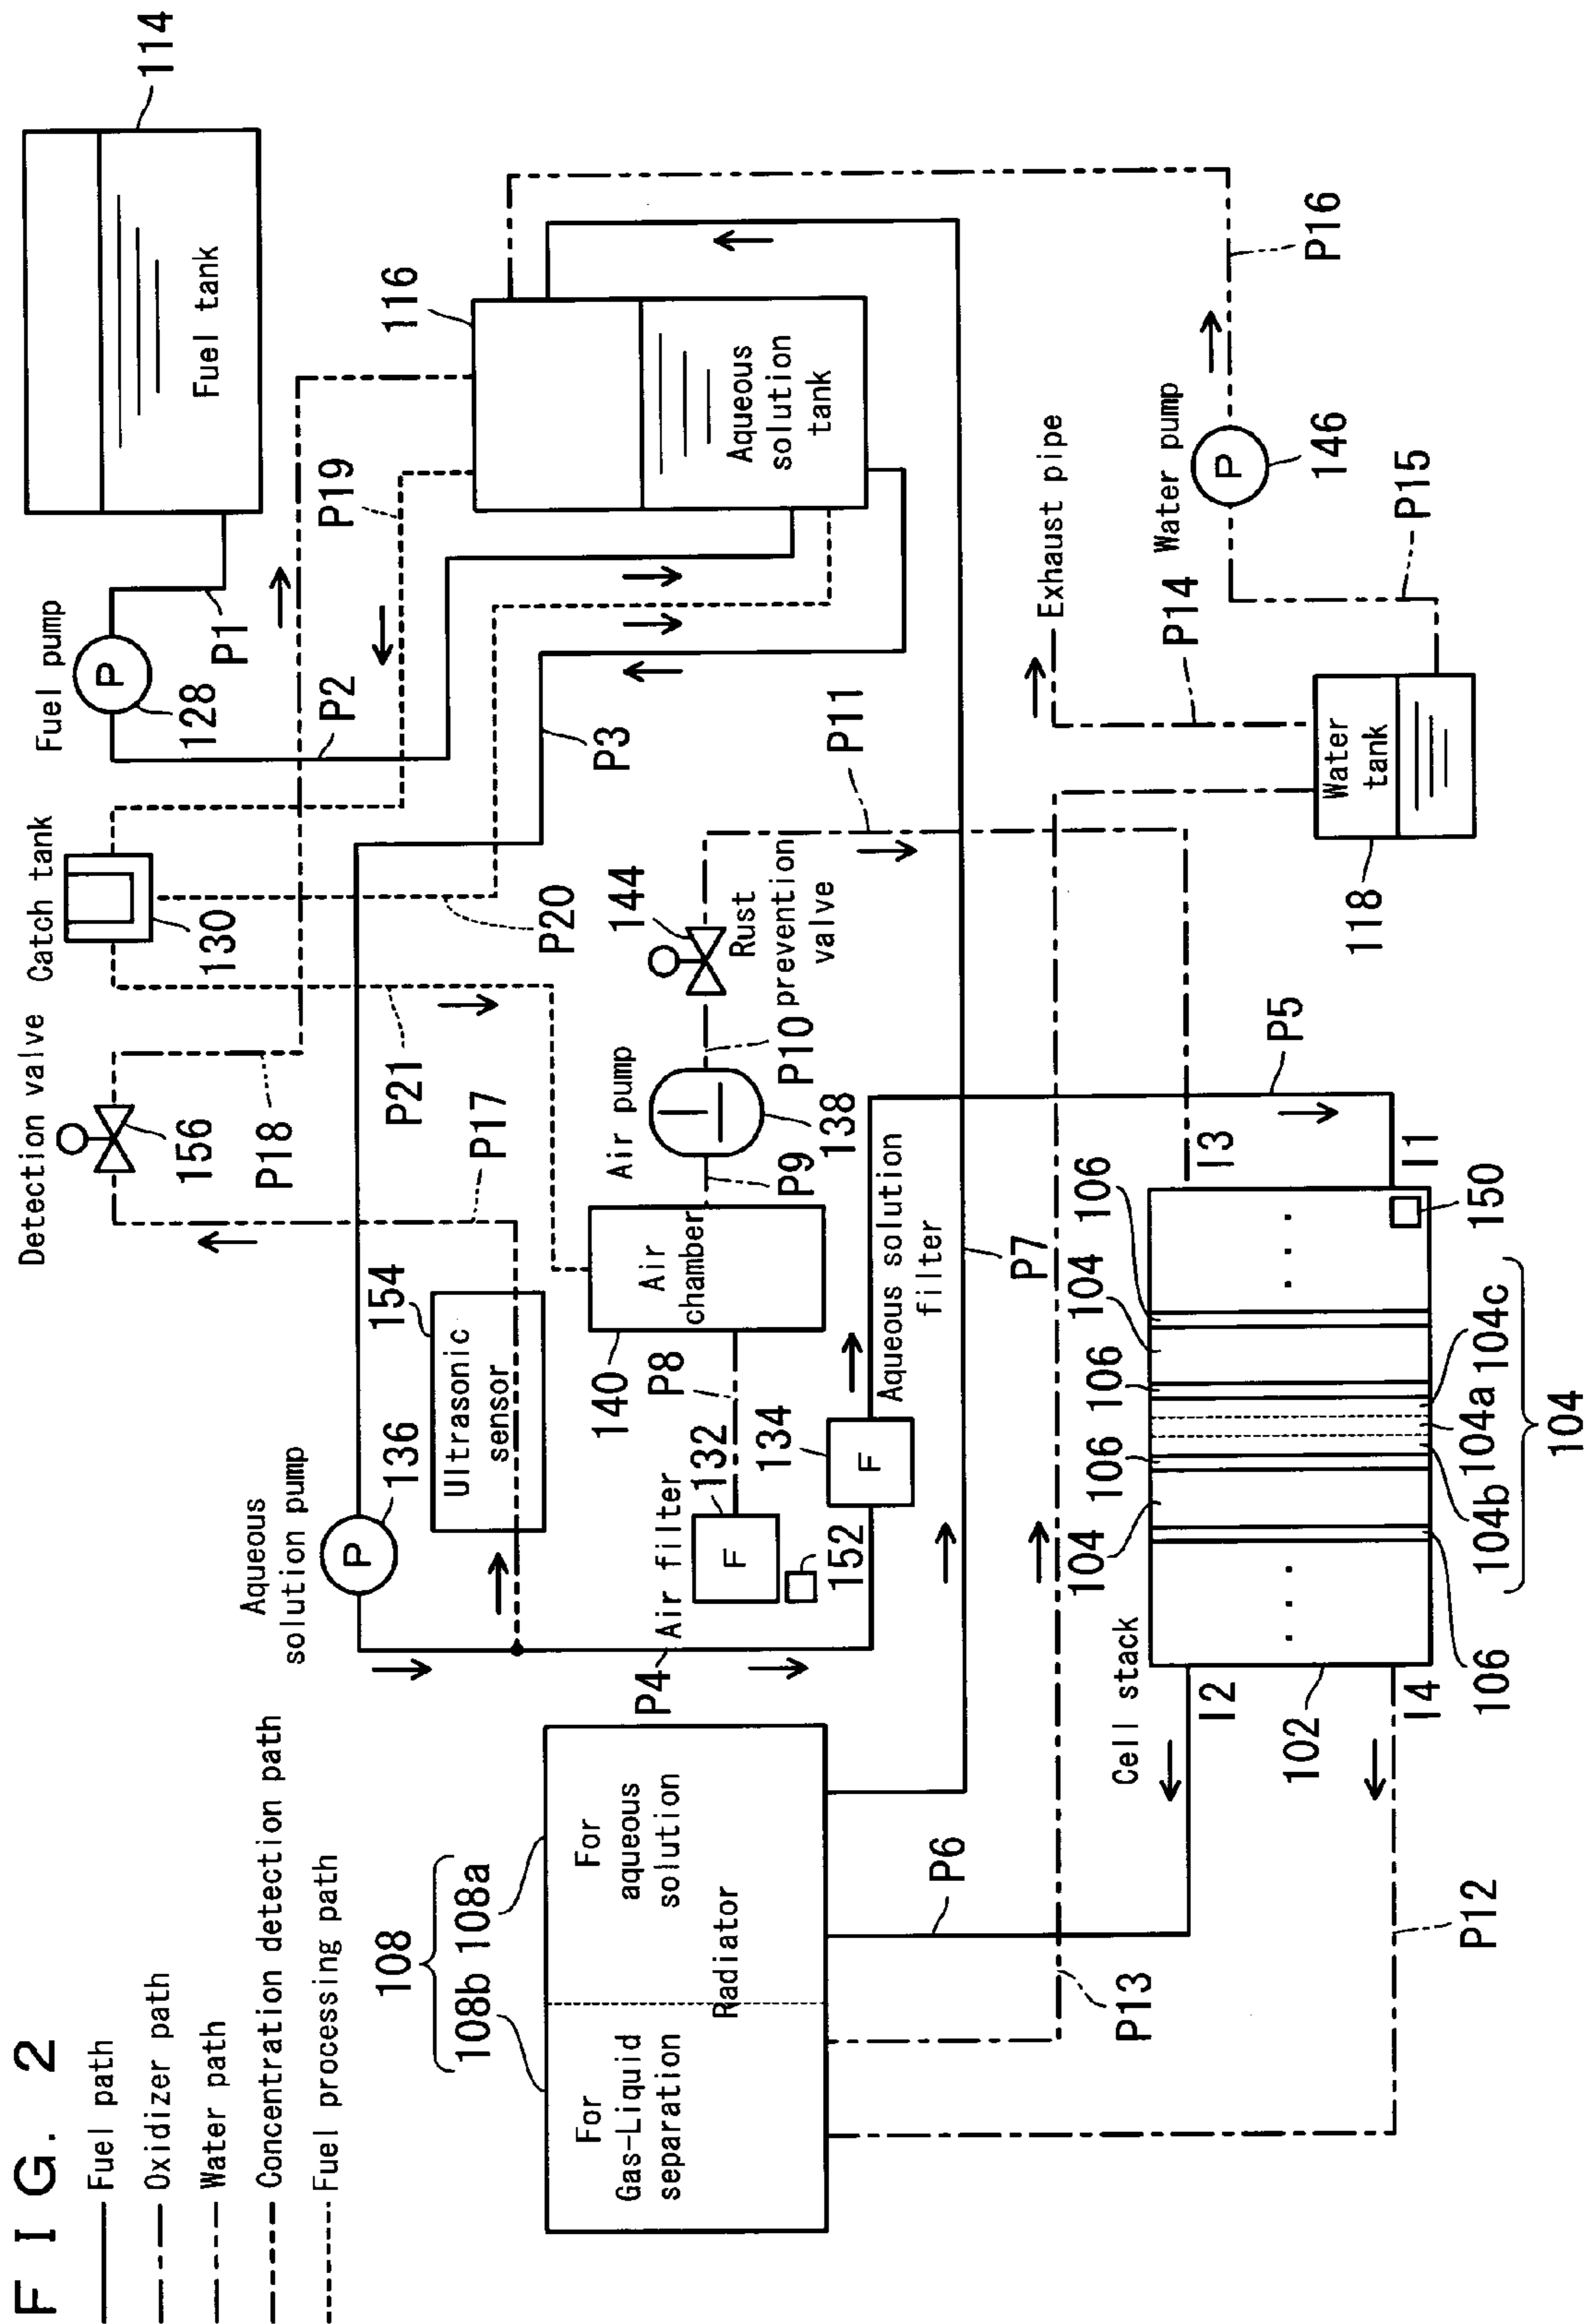 FIG. 2
Fuel path
Oxidizer path
Water path
Concentration detection path
Fuel processing path
Detection valve
Catch tank
Fuel pump
P
128
P1
Fuel tank
114
156
P18
130
P2
P19
116
Aqueous
solution
tank
Aqueous
solution pump
P
136
P17
P21
P20
P3
154
Ultrasonic
sensor
108
108b
108a
For
Gas-Liquid
separation
For
aqueous
solution
Radiator
P4
Air filter
F
132
152
P8
140
Air
chamber
P9
Air pump
138
P10
144
Rust
prevention
valve
P11
134
F
Aqueous solution
filter
P7
P6
P13
P12
P5
Exhaust pipe
P14
Water pump
P
146
P16
P15
Water
tank
118
Cell stack
I2
102
I4
104
106
106
104
106
I3
I1
150
106
104b
104a
104c
104